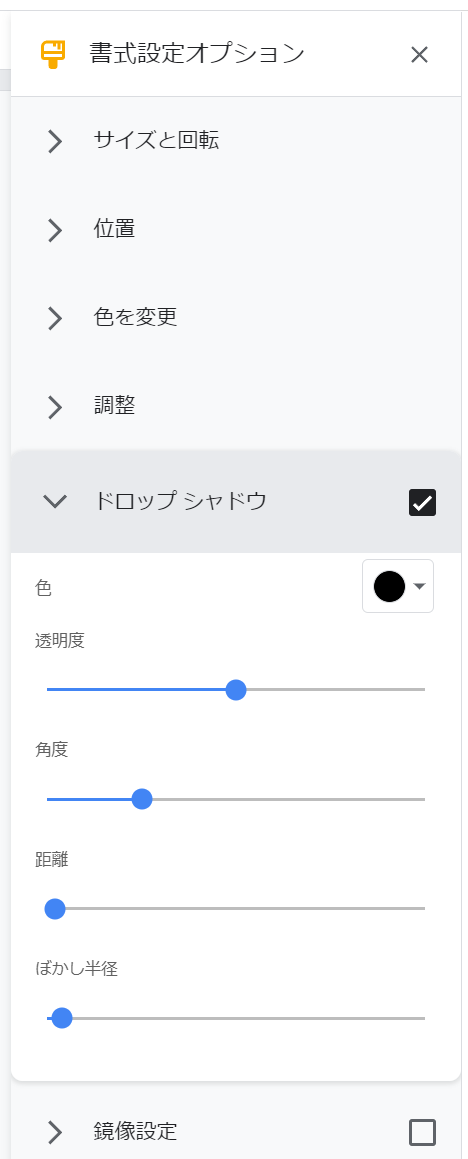 書式設定オプション
サイズと回転
位置
色を変更
調整
ドロップ シャドウ
色
透明度
角度
距離
ぼかし半径
鏡像設定